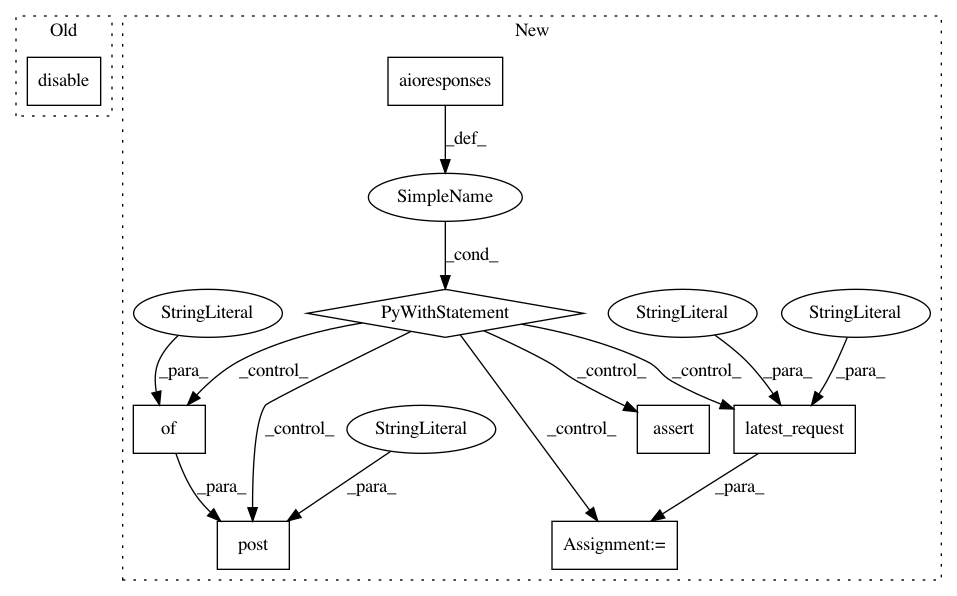 Old
New
disable
aioresponses
_def_
SimpleName
_cond_
StringLiteral
PyWithStatement
StringLiteral
StringLiteral
_para_
_control_
_control_
_control_
_para_
_para_
of
_control_
StringLiteral
_control_
assert
latest_request
_para_
_para_
_para_
post
Assignment:=